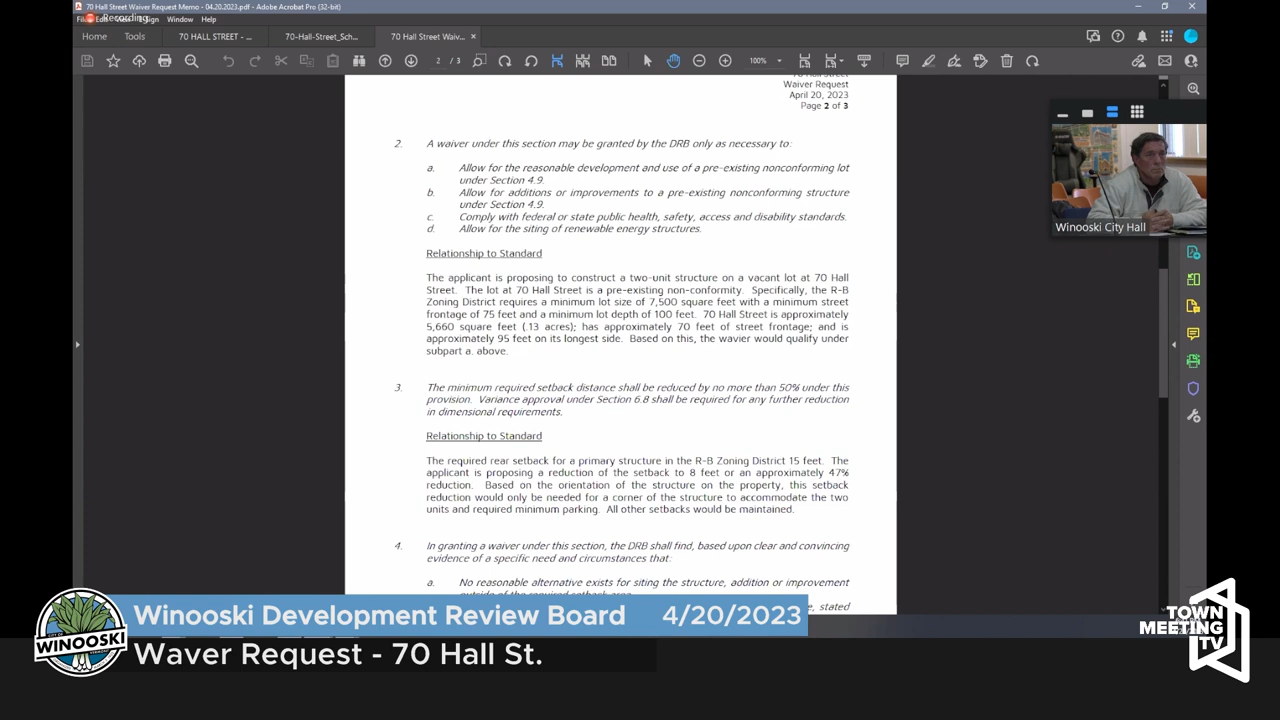 70 Hall Street Waiver Request Memo - 04.20.2023.pdf - Adobe Acrobat Pro (32-bit)
Recording
Window Help
Home Tools 70 HALL STREET - ... 70-Hall-Street_Sch... 70 Hall Street Waiv... ×
2 / 3 100%
70 Hall Street
Waiver Request
April 20, 2023
Page 2 of 3
2. A waiver under this section may be granted by the DRB only as necessary to:
a. Allow for the reasonable development and use of a pre-existing nonconforming lot
under Section 4.9.
b. Allow for additions or improvements to a pre-existing nonconforming structure
under Section 4.9.
c. Comply with federal or state public health, safety, access and disability standards.
d. Allow for the siting of renewable energy structures.
Relationship to Standard
The applicant is proposing to construct a two-unit structure on a vacant lot at 70 Hall
Street. The lot at 70 Hall Street is a pre-existing non-conformity. Specifically, the R-B
Zoning District requires a minimum lot size of 7,500 square feet with a minimum street
frontage of 75 feet and a minimum lot depth of 100 feet. 70 Hall Street is approximately
5,660 square feet (.13 acres); has approximately 70 feet of street frontage; and is
approximately 95 feet on its longest side. Based on this, the wavier would qualify under
subpart a. above.
3. The minimum required setback distance shall be reduced by no more than 50% under this
provision. Variance approval under Section 6.8 shall be required for any further reduction
in dimensional requirements.
Relationship to Standard
The required rear setback for a primary structure in the R-B Zoning District 15 feet. The
applicant is proposing a reduction of the setback to 8 feet or an approximately 47%
reduction. Based on the orientation of the structure on the property, this setback
reduction would only be needed for a corner of the structure to accommodate the two
units and required minimum parking. All other setbacks would be maintained.
4. In granting a waiver under this section, the DRB shall find, based upon clear and convincing
evidence of a specific need and circumstances that:
a. No reasonable alternative exists for siting the structure, addition or improvement
outside of the required setback area.
stated
Winooski City Hall
CITY OF
WINOOSKI
VERMONT
Winooski Development Review Board 4/20/2023
Waver Request - 70 Hall St.
TOWN
MEETING
TV